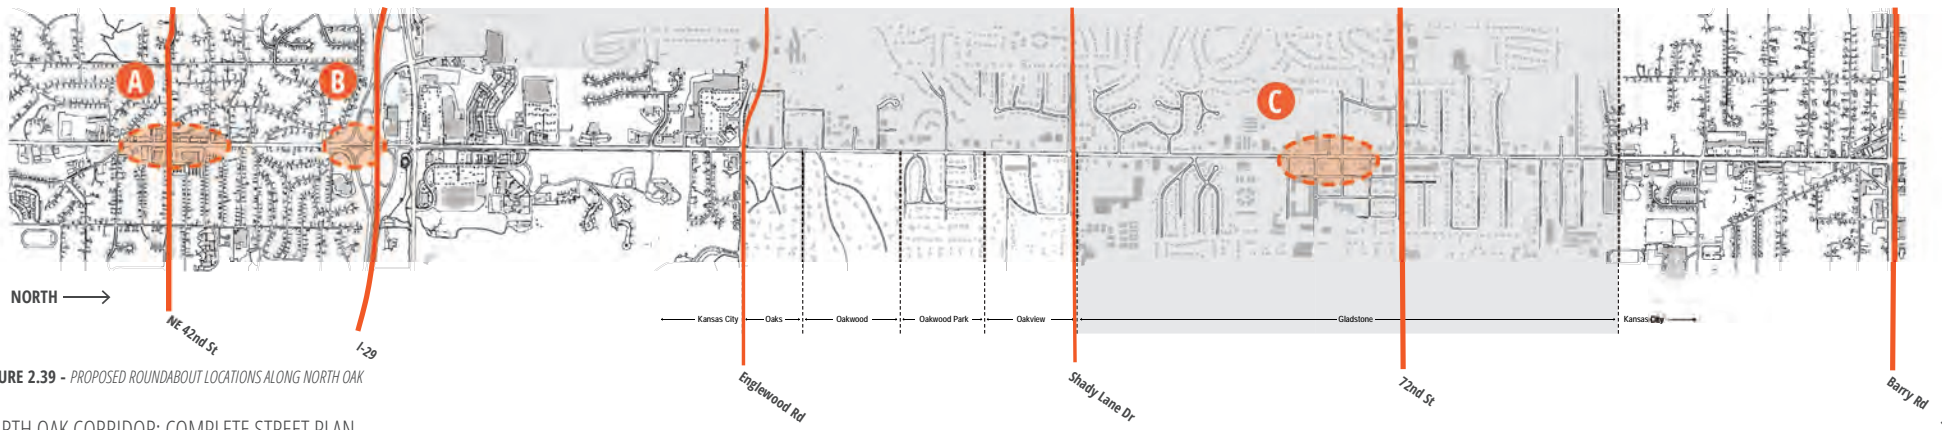 A
B
C
NORTH
NE 42nd St
I-29
Kansas City
Oaks
Oakwood
Oakwood Park
Oakview
Gladstone
Kansas City
Englewood Rd
Shady Lane Dr
72nd St
Barry Rd
URE 2.39 - PROPOSED ROUNDABOUT LOCATIONS ALONG NORTH OAK
RTH OAK CORRIDOR: COMPLETE STREET PLAN